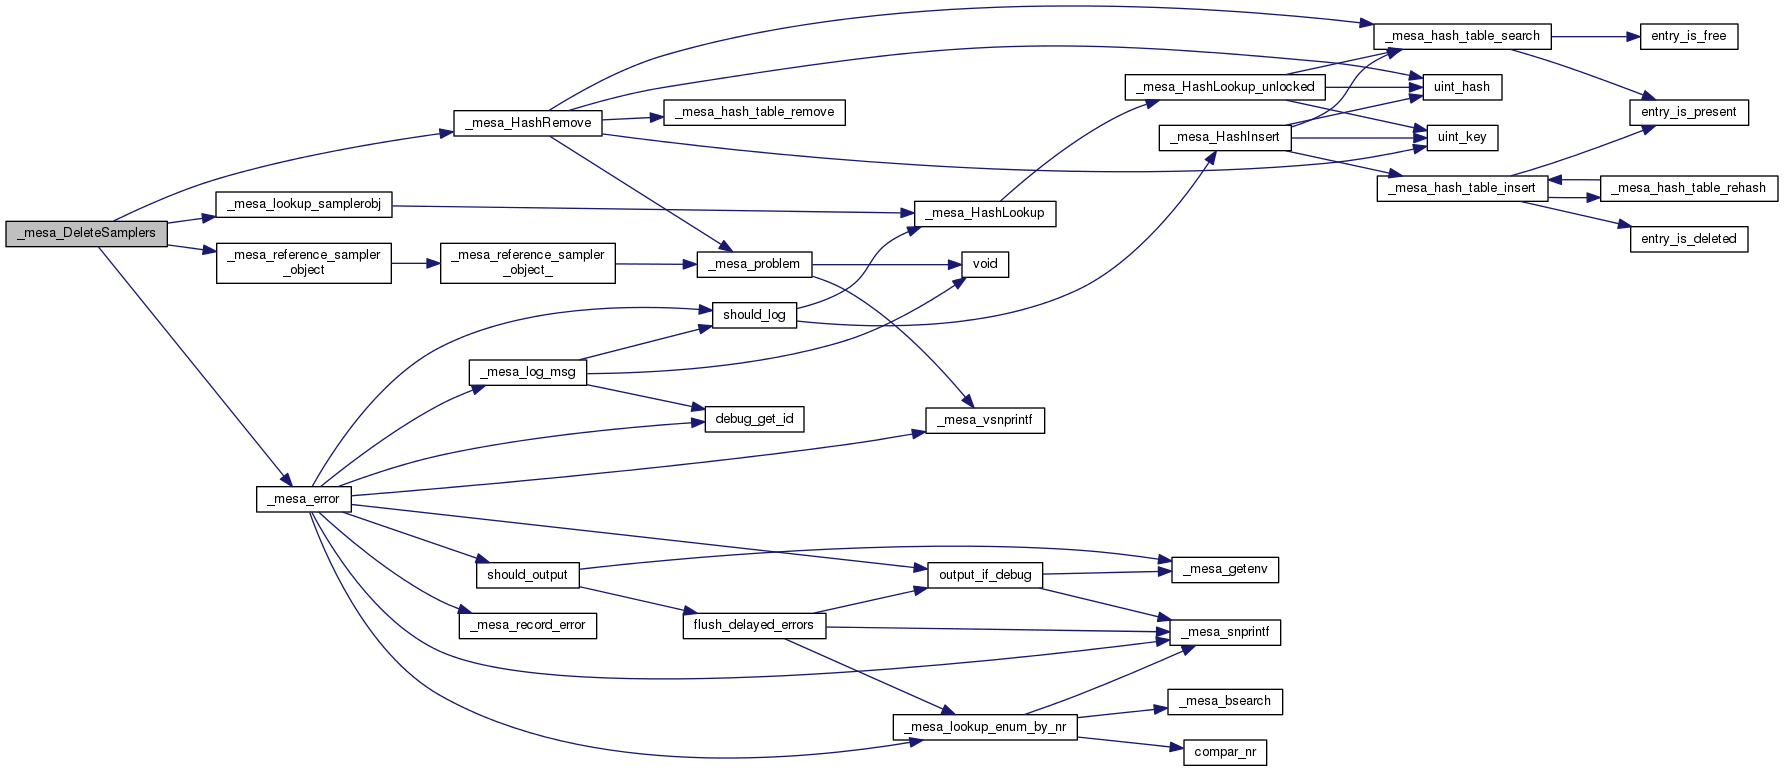 _mesa_DeleteSamplers
_mesa_HashRemove
_mesa_lookup_samplerobj
_mesa_reference_sampler
_object
_mesa_error
_mesa_hash_table_remove
_mesa_reference_sampler
_object_
_mesa_problem
should_log
_mesa_log_msg
debug_get_id
should_output
_mesa_record_error
flush_delayed_errors
_mesa_HashLookup
void
_mesa_vsnprintf
output_if_debug
_mesa_lookup_enum_by_nr
_mesa_HashLookup_unlocked
_mesa_HashInsert
_mesa_getenv
_mesa_snprintf
_mesa_bsearch
compar_nr
_mesa_hash_table_search
uint_hash
uint_key
_mesa_hash_table_insert
entry_is_free
entry_is_present
_mesa_hash_table_rehash
entry_is_deleted